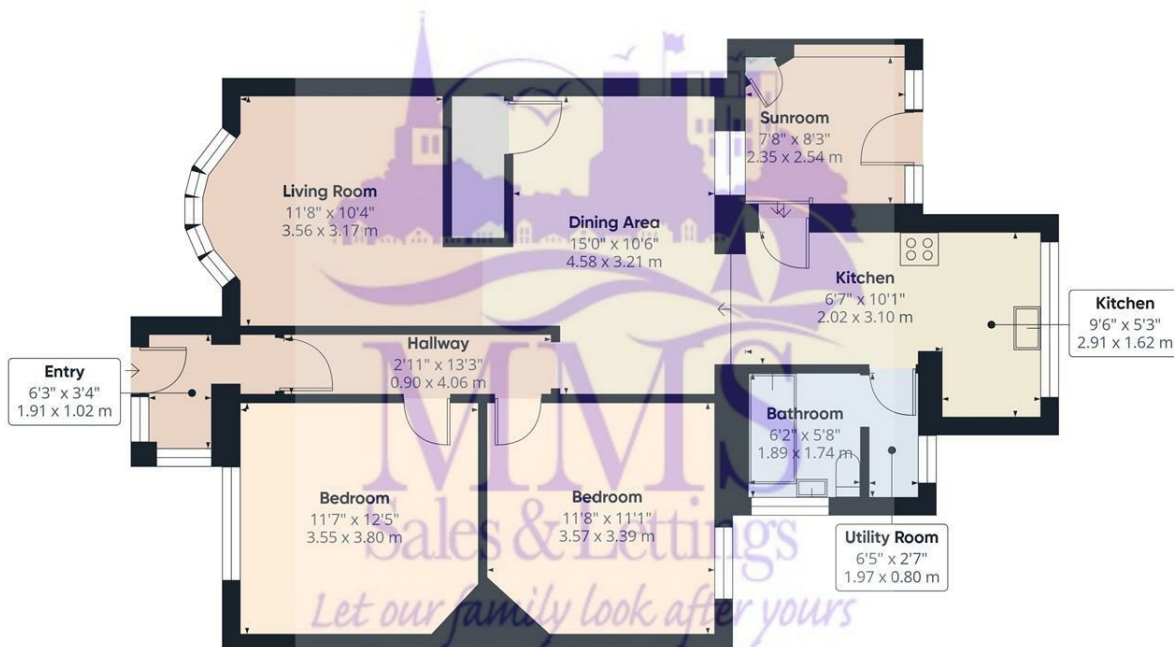 Sunroom
7'8" x 8'3"
2.35 x 2.54 m
Living Room
11'8" x 10'4"
3.56 x 3.17 m
Dining Area
15'0" x 10'6"
4.58 x 3.21 m
Kitchen
6'7" x 10'1"
2.02 x 3.10 m
Kitchen
9'6" x 5'3"
2.91 x 1.62 m
Entry
6'3" x 3'4"
1.91 x 1.02 m
Hallway
2'11" x 13'3"
0.90 x 4.06 m
Bathroom
6'2" x 5'8"
1.89 x 1.74 m
Bedroom
11'7" x 12'5"
3.55 x 3.80 m
Bedroom
11'8" x 11'1"
3.57 x 3.39 m
Utility Room
6'5" x 2'7"
1.97 x 0.80 m
MMS
Sales & Lettings
Let our family look after yours